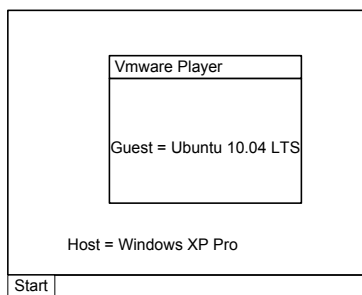 Vmware Player
Guest = Ubuntu 10.04 LTS
Host = Windows XP Pro
Start